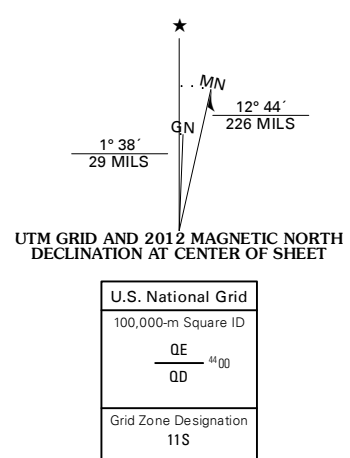 ★
MN
12° 44´
226 MILS
GN
1° 38´
29 MILS
UTM GRID AND 2012 MAGNETIC NORTH
DECLINATION AT CENTER OF SHEET
U.S. National Grid
100,000-m Square ID
QE
⁴⁴00
QD
Grid Zone Designation
11S